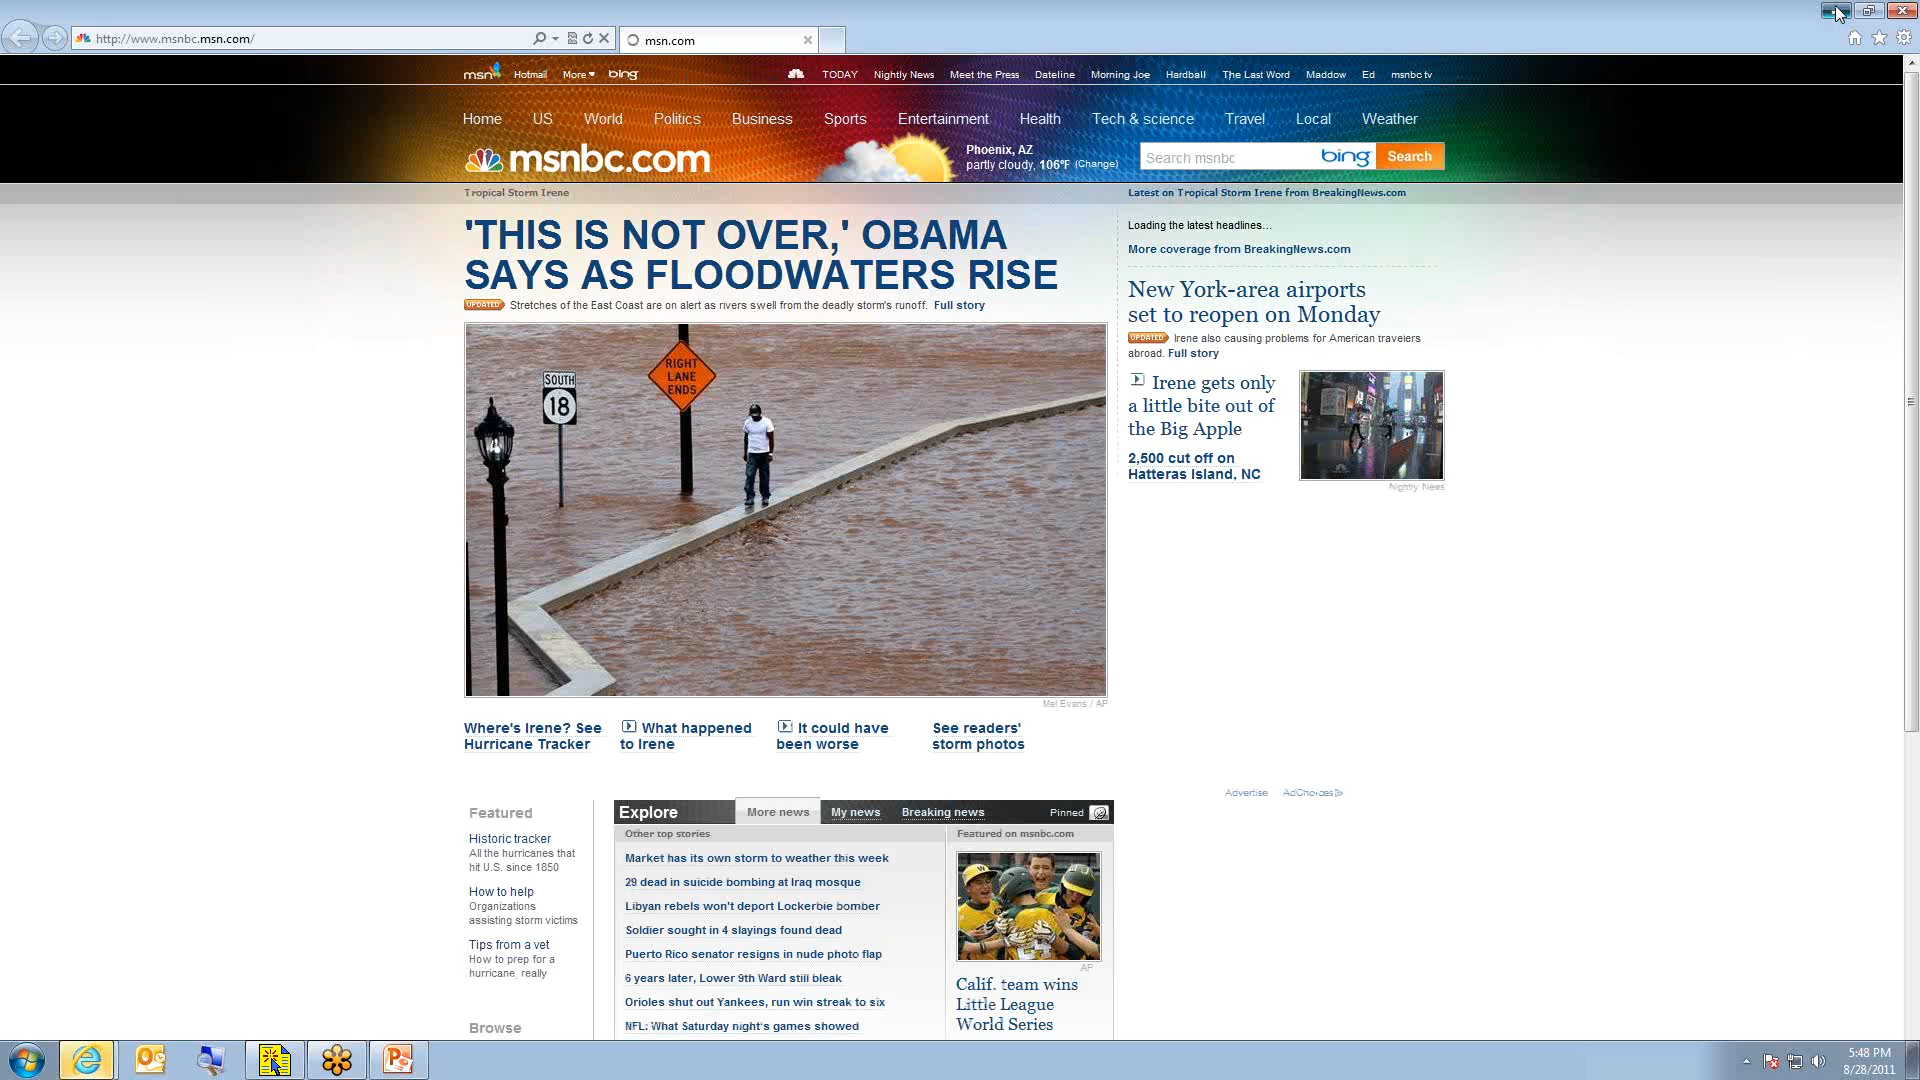 http://www.msnbc.msn.com/
msn.com
msn Hotmail More bing
TODAY Nightly News Meet the Press Dateline Morning Joe Hardball The Last Word Maddow Ed msnbc tv
Home US World Politics Business Sports Entertainment Health Tech & science Travel Local Weather
msnbc.com
Phoenix, AZ
partly cloudy, 106°F (Change)
Search msnbc bing Search
Tropical Storm Irene
Latest on Tropical Storm Irene from BreakingNews.com
'THIS IS NOT OVER,' OBAMA
SAYS AS FLOODWATERS RISE
UPDATED Stretches of the East Coast are on alert as rivers swell from the deadly storm's runoff. Full story
SOUTH
18
RIGHT
LANE
ENDS
Mel Evans / AP
Where's Irene? See
Hurricane Tracker
What happened
to Irene
It could have
been worse
See readers'
storm photos
Loading the latest headlines...
More coverage from BreakingNews.com
New York-area airports
set to reopen on Monday
UPDATED Irene also causing problems for American travelers
abroad. Full story
Irene gets only
a little bite out of
the Big Apple
2,500 cut off on
Hatteras Island, NC
Nightly News
Advertise AdChoices
Featured
Historic tracker
All the hurricanes that
hit U.S. since 1850
How to help
Organizations
assisting storm victims
Tips from a vet
How to prep for a
hurricane, really
Browse
Explore More news My news Breaking news Pinned
Other top stories
Market has its own storm to weather this week
29 dead in suicide bombing at Iraq mosque
Libyan rebels won't deport Lockerbie bomber
Soldier sought in 4 slayings found dead
Puerto Rico senator resigns in nude photo flap
6 years later, Lower 9th Ward still bleak
Orioles shut out Yankees, run win streak to six
NFL: What Saturday night's games showed
Featured on msnbc.com
AP
Calif. team wins
Little League
World Series
5:48 PM
8/28/2011